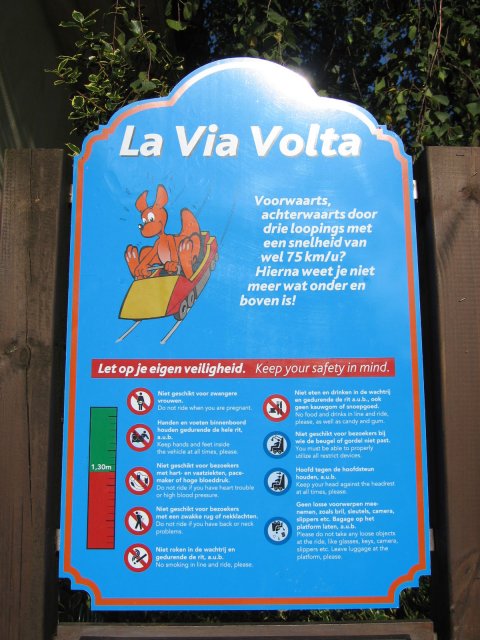 La Via Volta
Voorwaarts,
achterwaarts door
drie loopings met
een snelheid van
wel 75 km/u?
Hierna weet je niet
meer wat onder en
boven is!
Let op je eigen veiligheid. Keep your safety in mind.
1,30m
Niet geschikt voor zwangere
vrouwen.
Do not ride when you are pregnant.
Handen en voeten binnenboord
houden gedurende de hele rit,
a.u.b.
Keep hands and feet inside
the vehicle at all times, please.
Niet geschikt voor bezoekers
met hart- en vaatziekten, pace-
maker of hoge bloeddruk.
Do not ride if you have heart trouble
or high blood pressure.
Niet geschikt voor bezoekers
met een zwakke rug of nekklachten.
Do not ride if you have back or neck
problems.
Niet roken in de wachtrij en
gedurende de rit, a.u.b.
No smoking in line and ride, please.
Niet eten en drinken in de wachtrij
en gedurende de rit a.u.b., ook
geen kauwgom of snoepgoed.
No food and drinks in line and ride,
please, as well as candy and gum.
Niet geschikt voor bezoekers bij
wie de beugel of gordel niet past.
You must be able to properly
utilize all restrict devices.
Hoofd tegen de hoofdsteun
houden, a.u.b.
Keep your head against the headrest
at all times, please.
Geen losse voorwerpen mee-
nemen, zoals bril, sleutels, camera,
slippers etc. Bagage op het
platform laten, a.u.b.
Please do not take any loose objects
at the ride, like glasses, keys, camera,
slippers etc. Leave luggage at the
platform, please.